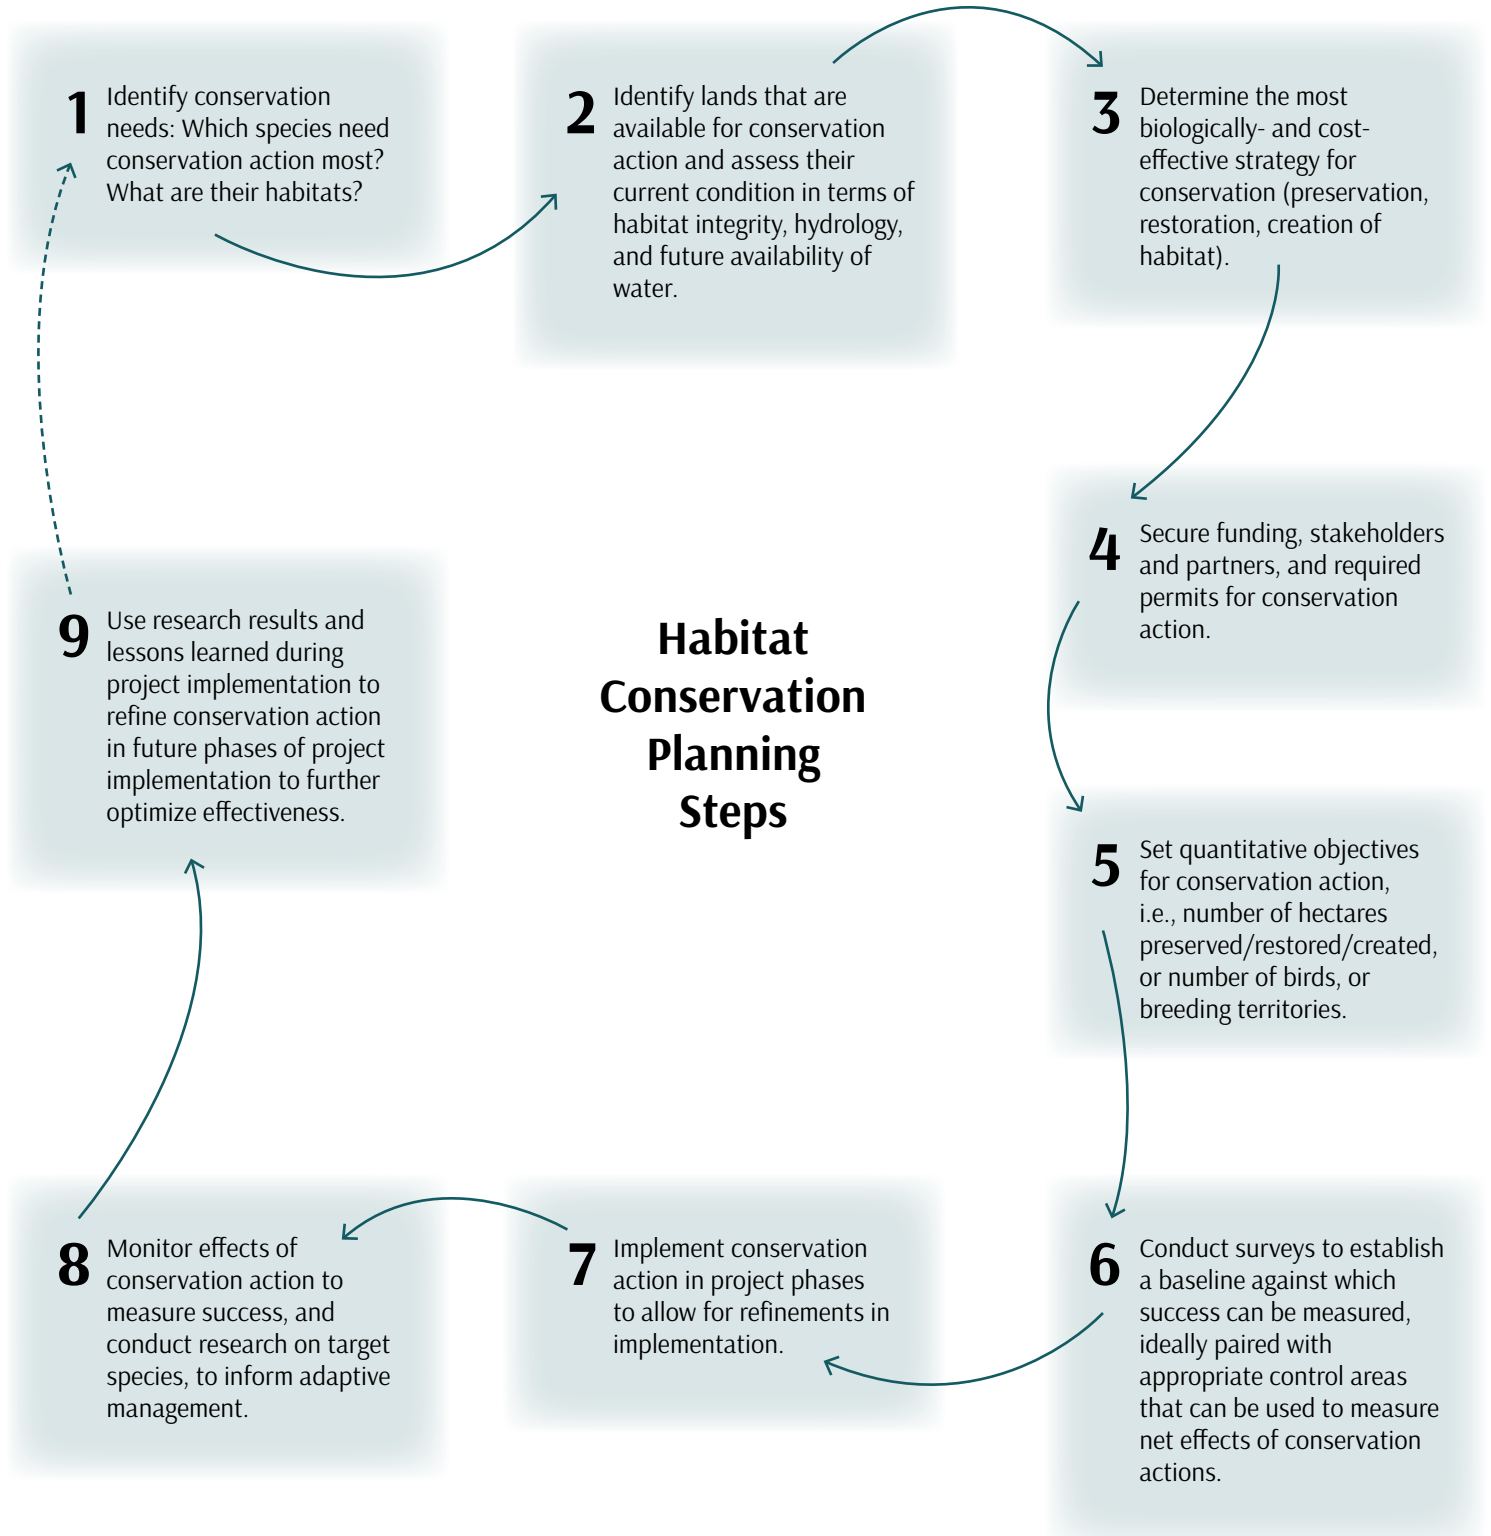 1
Identify conservation
needs: Which species need
conservation action most?
What are their habitats?
2
Identify lands that are
available for conservation
action and assess their
current condition in terms of
habitat integrity, hydrology,
and future availability of
water.
3
Determine the most
biologically- and cost-
effective strategy for
conservation (preservation,
restoration, creation of
habitat).
4
Secure funding, stakeholders
and partners, and required
permits for conservation
action.
5
Set quantitative objectives
for conservation action,
i.e., number of hectares
preserved/restored/created,
or number of birds, or
breeding territories.
6
Conduct surveys to establish
a baseline against which
success can be measured,
ideally paired with
appropriate control areas
that can be used to measure
net effects of conservation
actions.
7
Implement conservation
action in project phases
to allow for refinements in
implementation.
8
Monitor effects of
conservation action to
measure success, and
conduct research on target
species, to inform adaptive
management.
9
Use research results and
lessons learned during
project implementation to
refine conservation action
in future phases of project
implementation to further
optimize effectiveness.
Habitat
Conservation
Planning
Steps